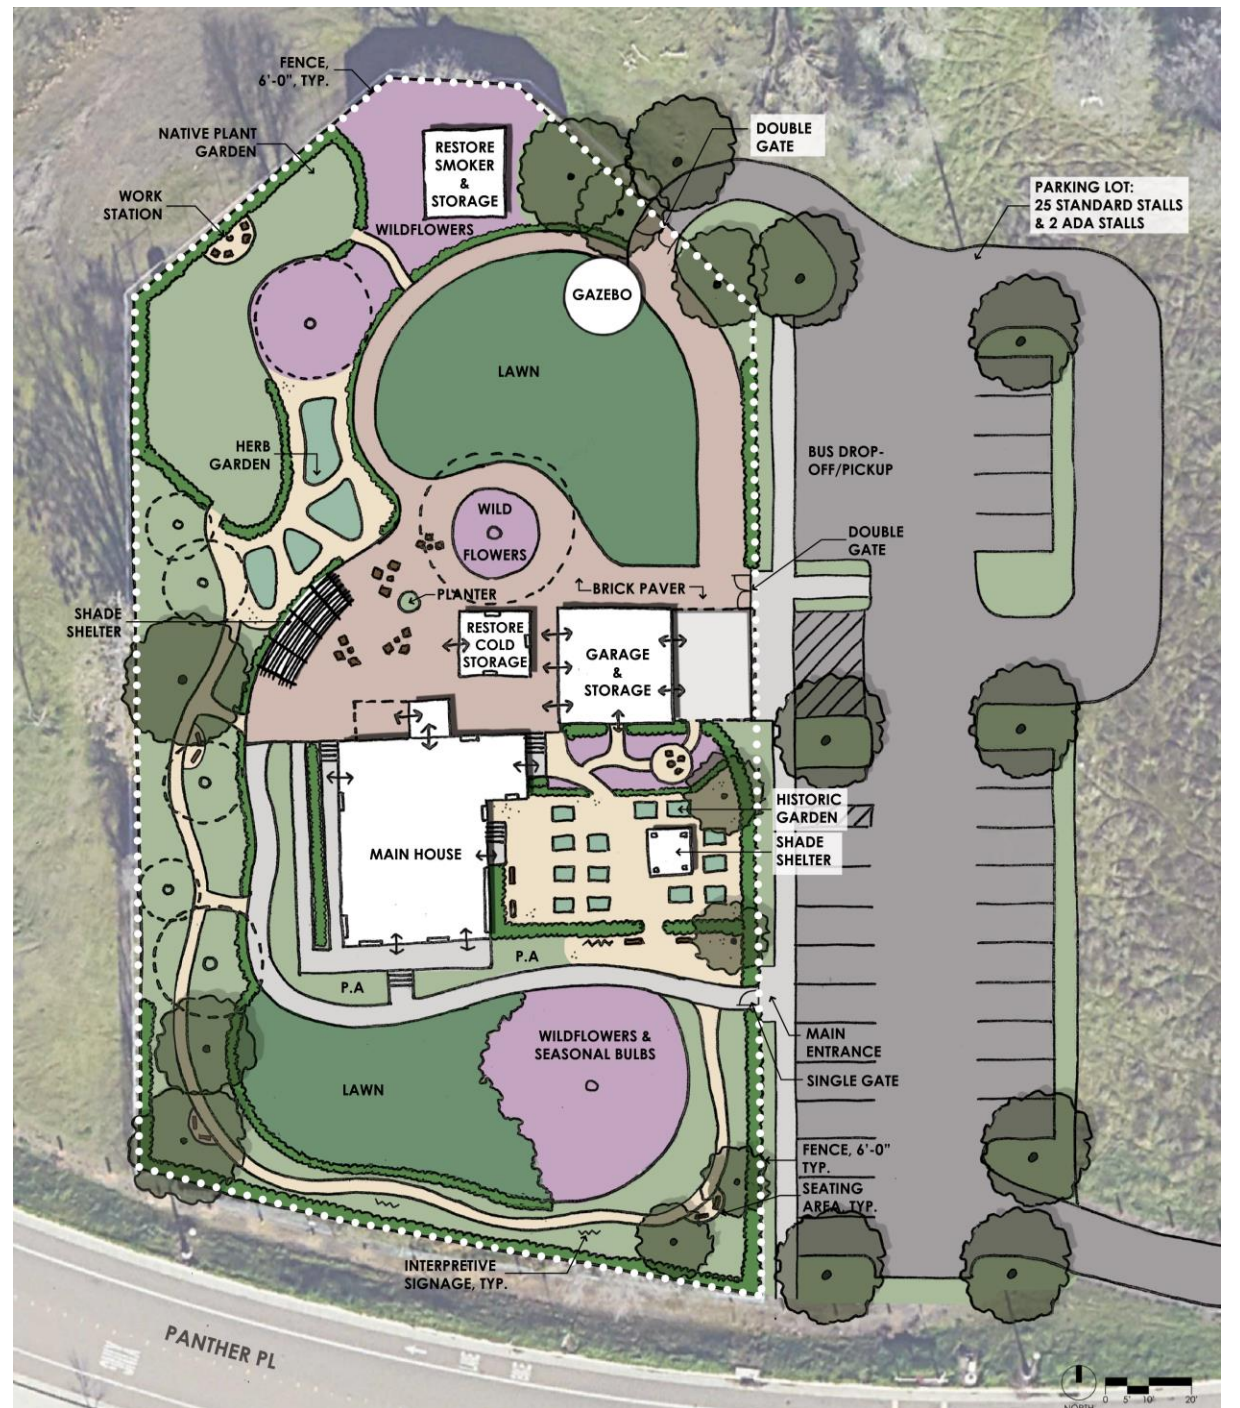 FENCE,
6'-0", TYP.
NATIVE PLANT
GARDEN
WORK
STATION
RESTORE
SMOKER
&
STORAGE
WILDFLOWERS
DOUBLE
GATE
PARKING LOT:
25 STANDARD STALLS
& 2 ADA STALLS
GAZEBO
LAWN
HERB
GARDEN
BUS DROP-
OFF/PICKUP
WILD
FLOWERS
DOUBLE
GATE
BRICK PAVER
PLANTER
SHADE
SHELTER
RESTORE
COLD
STORAGE
GARAGE
&
STORAGE
MAIN HOUSE
HISTORIC
GARDEN
SHADE
SHELTER
P.A
P.A
WILDFLOWERS &
SEASONAL BULBS
LAWN
MAIN
ENTRANCE
SINGLE GATE
FENCE, 6'-0"
TYP.
SEATING
AREA, TYP.
INTERPRETIVE
SIGNAGE, TYP.
PANTHER PL
LANE
BIKE
NORTH
0 5' 10' 20'